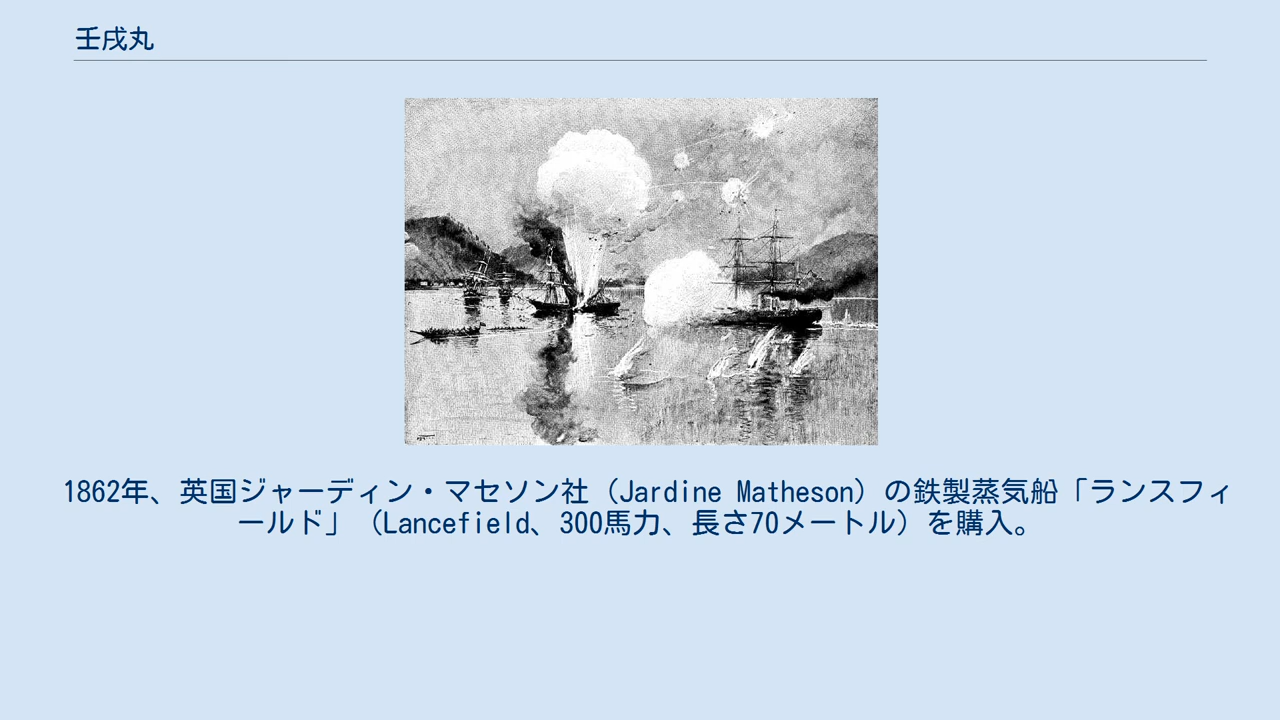 壬戌丸
1862年、英国ジャーディン・マセソン社（Jardine Matheson）の鉄製蒸気船「ランスフィ
ールド」（Lancefield、300馬力、長さ70メートル）を購入。